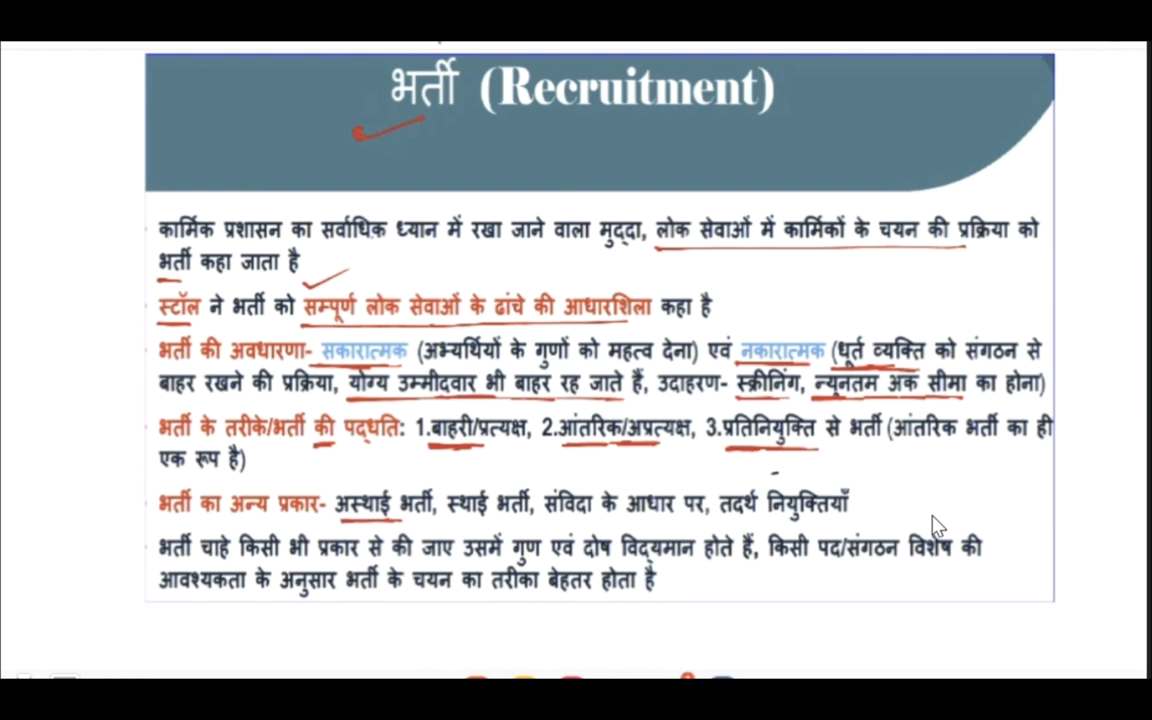 भर्ती (Recruitment)
कार्मिक प्रशासन का सर्वाधिक ध्यान में रखा जाने वाला मुद्दा, लोक सेवाओं में कार्मिकों के चयन की प्रक्रिया को
भर्ती कहा जाता है
स्टॉल ने भर्ती को सम्पूर्ण लोक सेवाओं के ढांचे की आधारशिला कहा है
भर्ती की अवधारणा- सकारात्मक (अभ्यर्थियों के गुणों को महत्व देना) एवं नकारात्मक (धूर्त व्यक्ति को संगठन से
बाहर रखने की प्रक्रिया, योग्य उम्मीदवार भी बाहर रह जाते हैं, उदाहरण- स्क्रीनिंग, न्यूनतम अंक सीमा का होना)
भर्ती के तरीके/भर्ती की पद्धति: 1.बाहरी/प्रत्यक्ष, 2.आंतरिक/अप्रत्यक्ष, 3.प्रतिनियुक्ति से भर्ती (आंतरिक भर्ती का ही
एक रूप है)
भर्ती का अन्य प्रकार- अस्थाई भर्ती, स्थाई भर्ती, संविदा के आधार पर, तदर्थ नियुक्तियाँ
भर्ती चाहे किसी भी प्रकार से की जाए उसमें गुण एवं दोष विद्यमान होते हैं, किसी पद/संगठन विशेष की
आवश्यकता के अनुसार भर्ती के चयन का तरीका बेहतर होता है